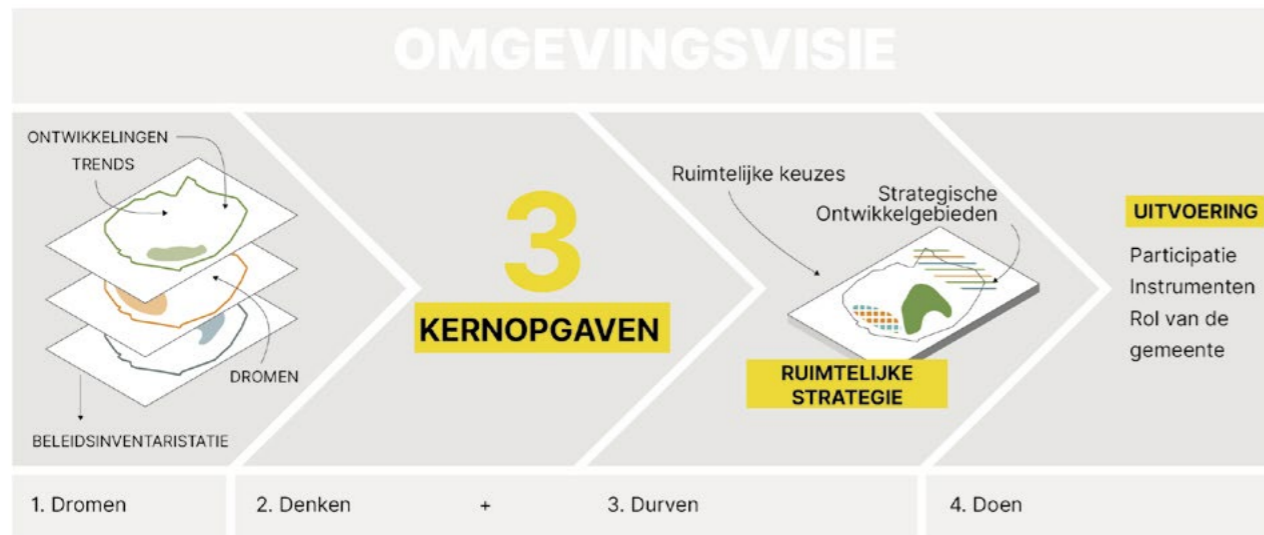 OMGEVINGSVISIE
ONTWIKKELINGEN
TRENDS
DROMEN
BELEIDSINVENTARISTATIE
3
KERNOPGAVEN
Ruimtelijke keuzes
Strategische
Ontwikkelgebieden
RUIMTELIJKE
STRATEGIE
UITVOERING
Participatie
Instrumenten
Rol van de
gemeente
1. Dromen
2. Denken + 3. Durven
4. Doen